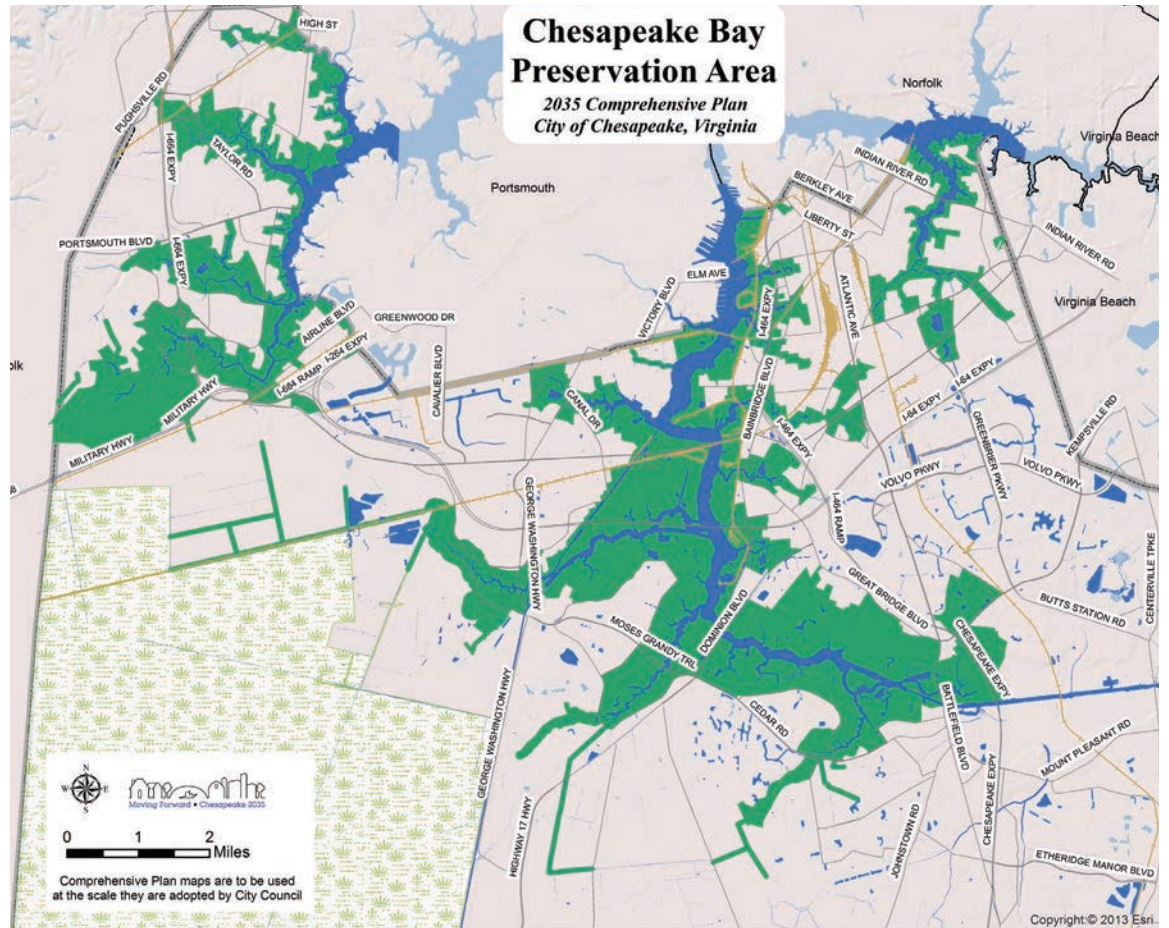 Chesapeake Bay
Preservation Area
2035 Comprehensive Plan
City of Chesapeake, Virginia
HIGH ST
PUGHSVILLE RD
I-664 EXPY
TAYLOR RD
PORTSMOUTH BLVD
I-664 EXPY
Portsmouth
Norfolk
Virginia Beach
INDIAN RIVER RD
BERKLEY AVE
LIBERTY ST
INDIAN RIVER RD
ELM AVE
Virginia Beach
VICTORY BLVD
I-464 EXPY
ATLANTIC AVE
AIRLINE BLVD
GREENWOOD DR
I-264 EXPY
I-664 RAMP
olk
MILITARY HWY
MILITARY HWY
CAVALIER BLVD
CANAL DR
BAINBRIDGE BLVD
I-464 EXPY
I-64 EXPY
I-64 EXPY
GREENBRIER PKWY
KEMPSVILLE RD
VOLVO PKWY
VOLVO PKWY
GEORGE WASHINGTON HWY
I-464 RAMP
CENTERVILLE TPKE
GREAT BRIDGE BLVD
BUTTS STATION RD
MOSES GRANDY TRL
DOMINION BLVD
CHESAPEAKE EXPY
GEORGE WASHINGTON HWY
CEDAR RD
BATTLEFIELD BLVD
MOUNT PLEASANT RD
CHESAPEAKE EXPY
HIGHWAY 17 HWY
JOHNSTOWN RD
ETHERIDGE MANOR BLVD
N
W E
S
Moving Forward • Chesapeake 2035
0 1 2
Miles
Comprehensive Plan maps are to be used
at the scale they are adopted by City Council
Copyright:© 2013 Esri